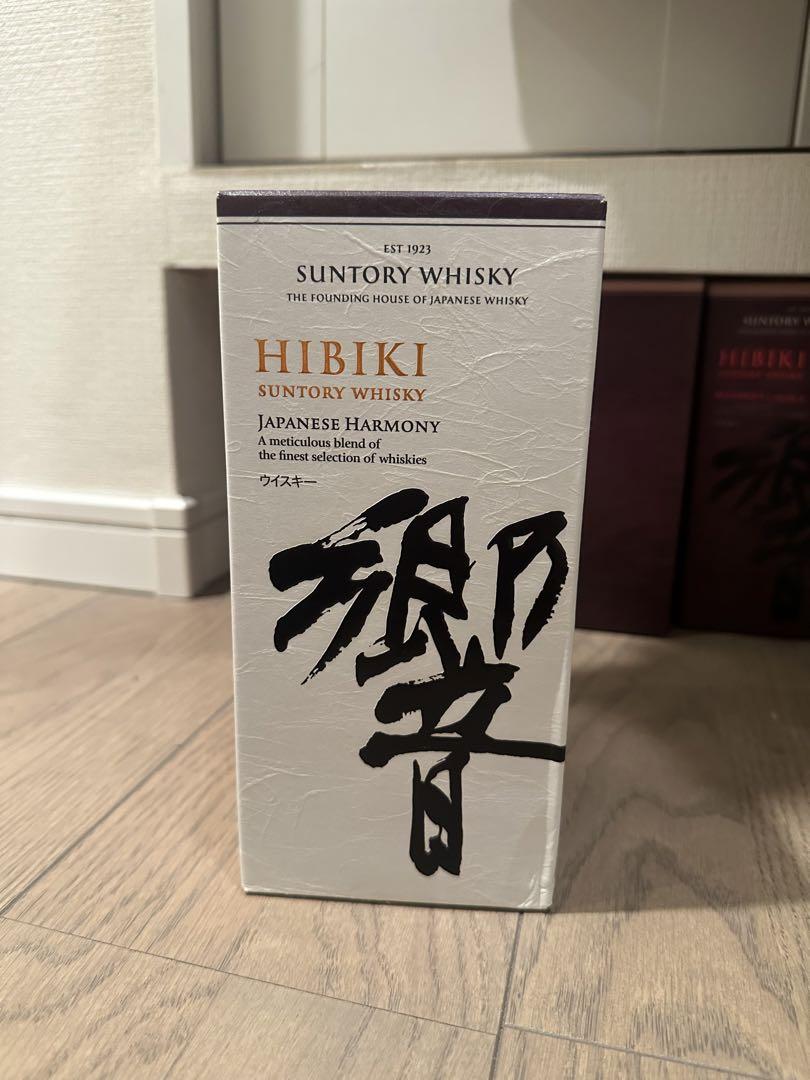 EST 1923
SUNTORY WHISKY
THE FOUNDING HOUSE OF JAPANESE WHISKY
HIBIKI
SUNTORY WHISKY
JAPANESE HARMONY
A meticulous blend of
the finest selection of whiskies
ウイスキー
響
SUNTORY
HIBIKI